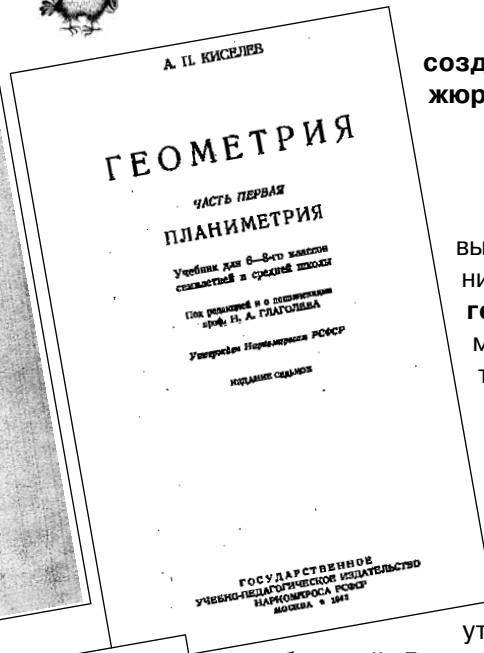 А. П. КИСЕЛЕВ
ГЕОМЕТРИЯ
ЧАСТЬ ПЕРВАЯ
ПЛАНИМЕТРИЯ
Учебник для 6—8-го классов
семилетней и средней школы
Под редакцией и с дополнениями
проф. Н. А. ГЛАГОЛЕВА
Утверждён Наркомпросом РСФСР
ИЗДАНИЕ СЕДЬМОЕ
ГОСУДАРСТВЕННОЕ
УЧЕБНО-ПЕДАГОГИЧЕСКОЕ ИЗДАТЕЛЬСТВО
НАРКОМПРОСА РСФСР
МОСКВА
созд
жюр
вы
ни
ге
м
т
ут